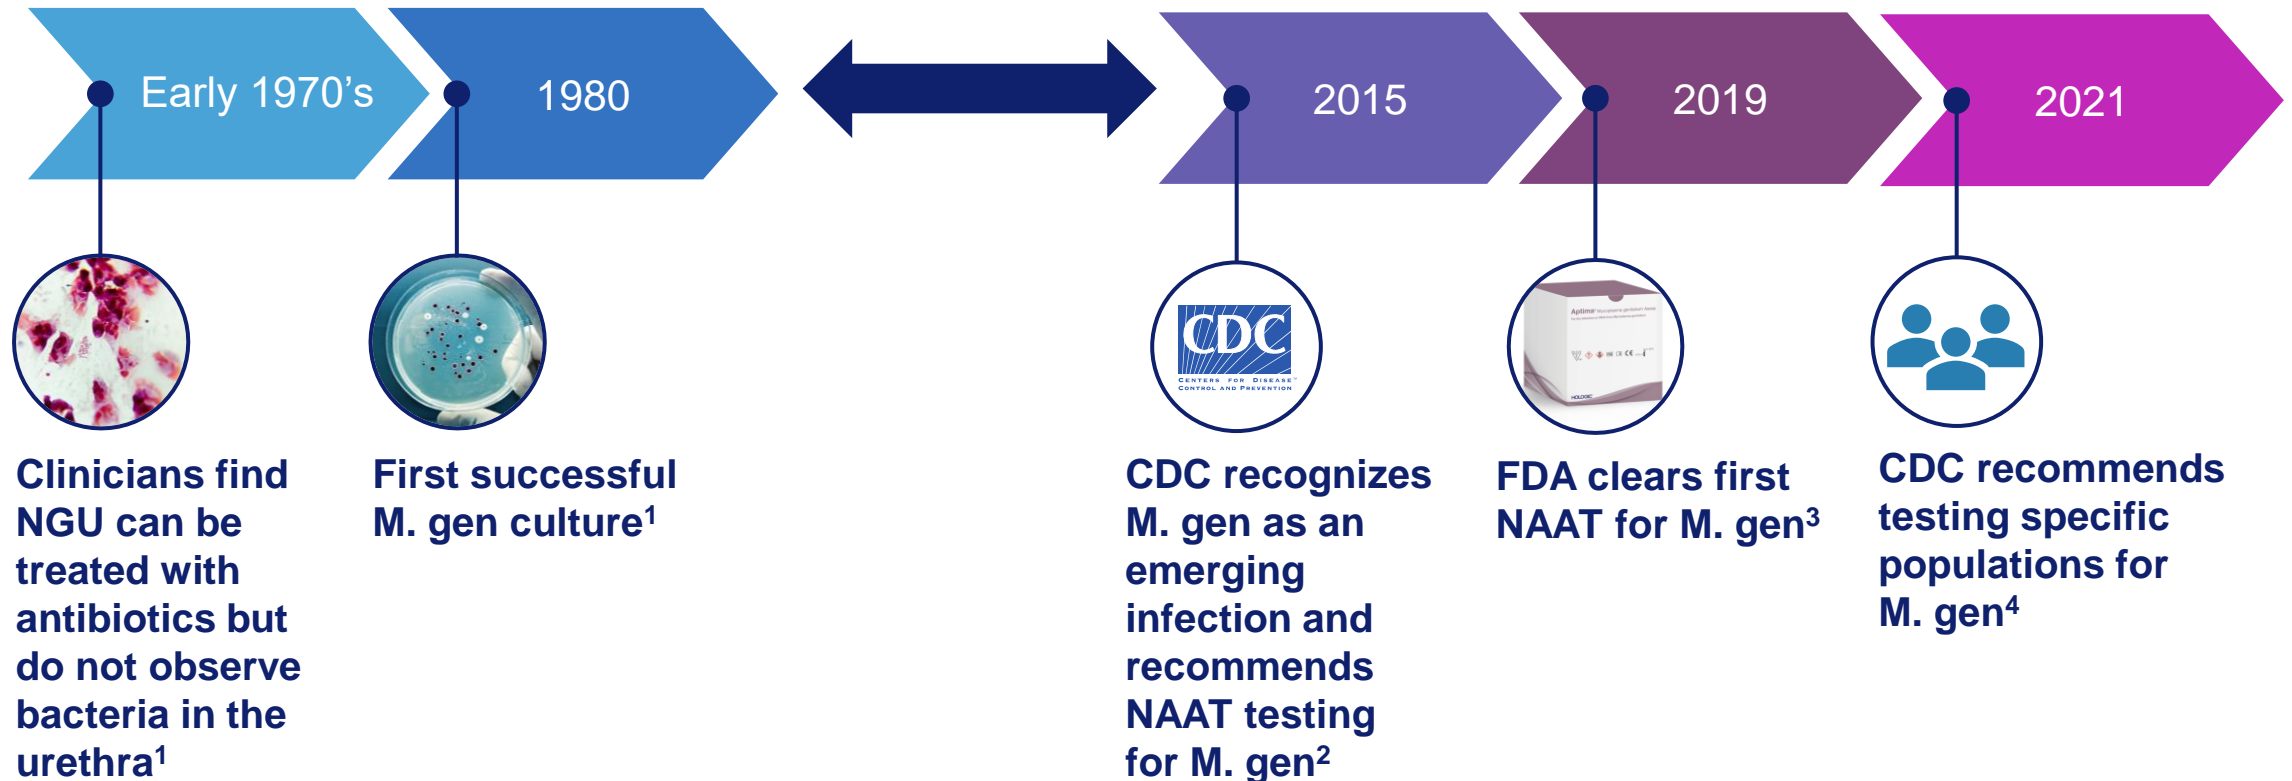 Early 1970's
1980
2015
2019
2021
CDC
CENTERS FOR DISEASE™
CONTROL AND PREVENTION
Aptima®
HOLOGIC®
Clinicians find
NGU can be
treated with
antibiotics but
do not observe
bacteria in the
urethra¹
First successful
M. gen culture¹
CDC recognizes
M. gen as an
emerging
infection and
recommends
NAAT testing
for M. gen²
FDA clears first
NAAT for M. gen³
CDC recommends
testing specific
populations for
M. gen⁴